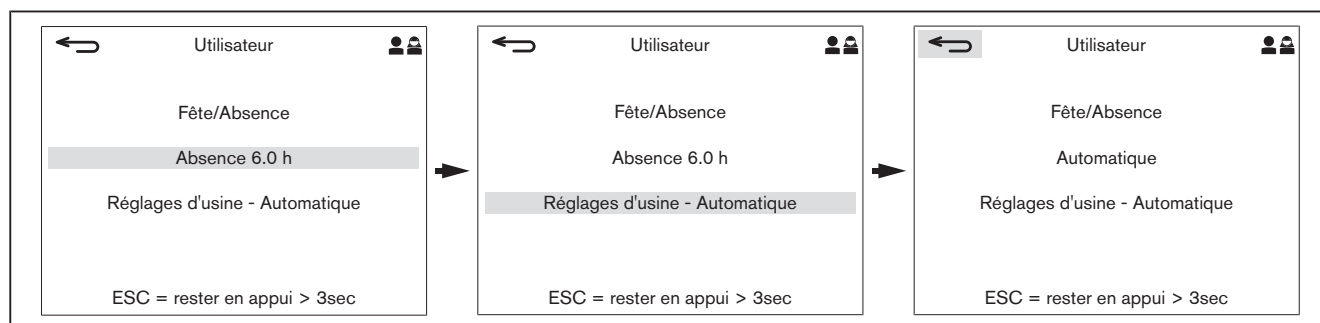 Utilisateur
Fête/Absence
Absence 6.0 h
Réglages d'usine - Automatique
ESC = rester en appui > 3sec
Utilisateur
Fête/Absence
Absence 6.0 h
Réglages d'usine - Automatique
ESC = rester en appui > 3sec
Utilisateur
Fête/Absence
Automatique
Réglages d'usine - Automatique
ESC = rester en appui > 3sec